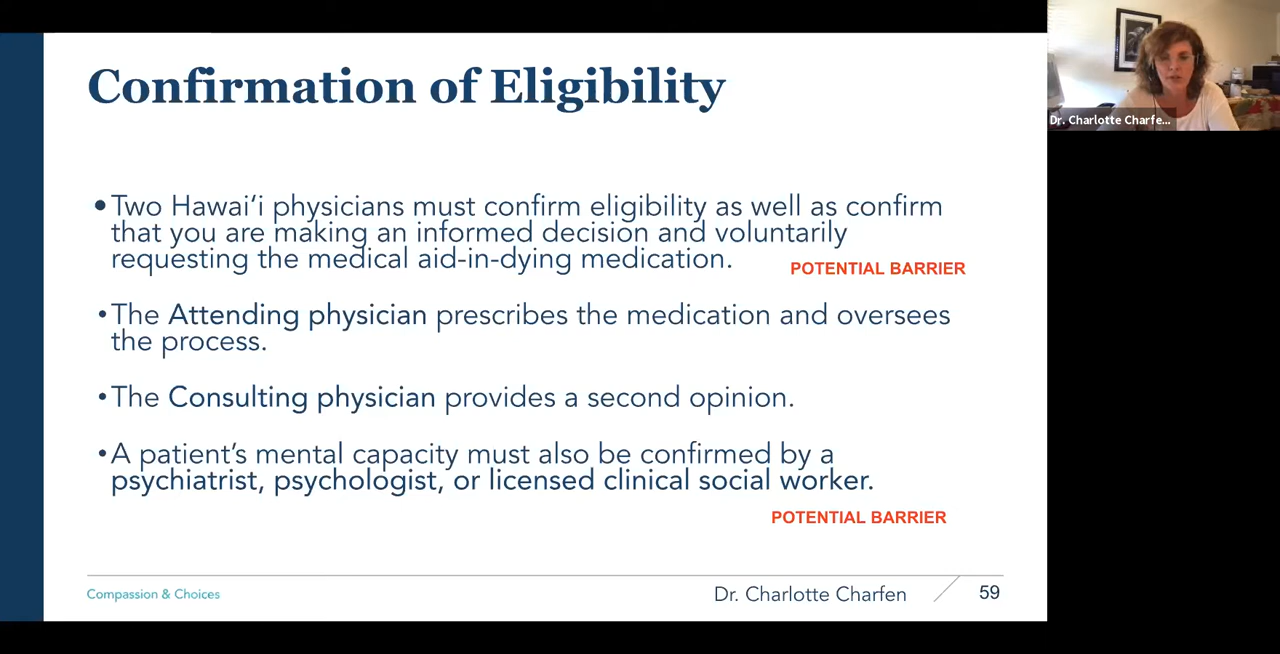 Confirmation of Eligibility
Dr. Charlotte Charfe...
•Two Hawai‘i physicians must confirm eligibility as well as confirm
that you are making an informed decision and voluntarily
requesting the medical aid-in-dying medication.
POTENTIAL BARRIER
•The Attending physician prescribes the medication and oversees
the process.
•The Consulting physician provides a second opinion.
•A patient’s mental capacity must also be confirmed by a
psychiatrist, psychologist, or licensed clinical social worker.
POTENTIAL BARRIER
Compassion & Choices
Dr. Charlotte Charfen
59